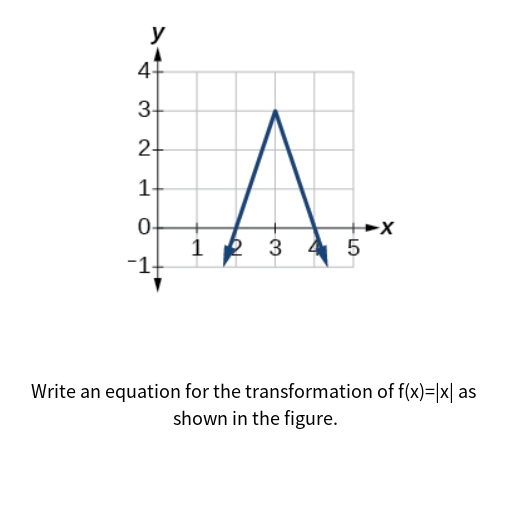 y
4
3
2
1
0
x
1 2 3 4 5
−1
Write an equation for the transformation of f(x)=|x| as
shown in the figure.